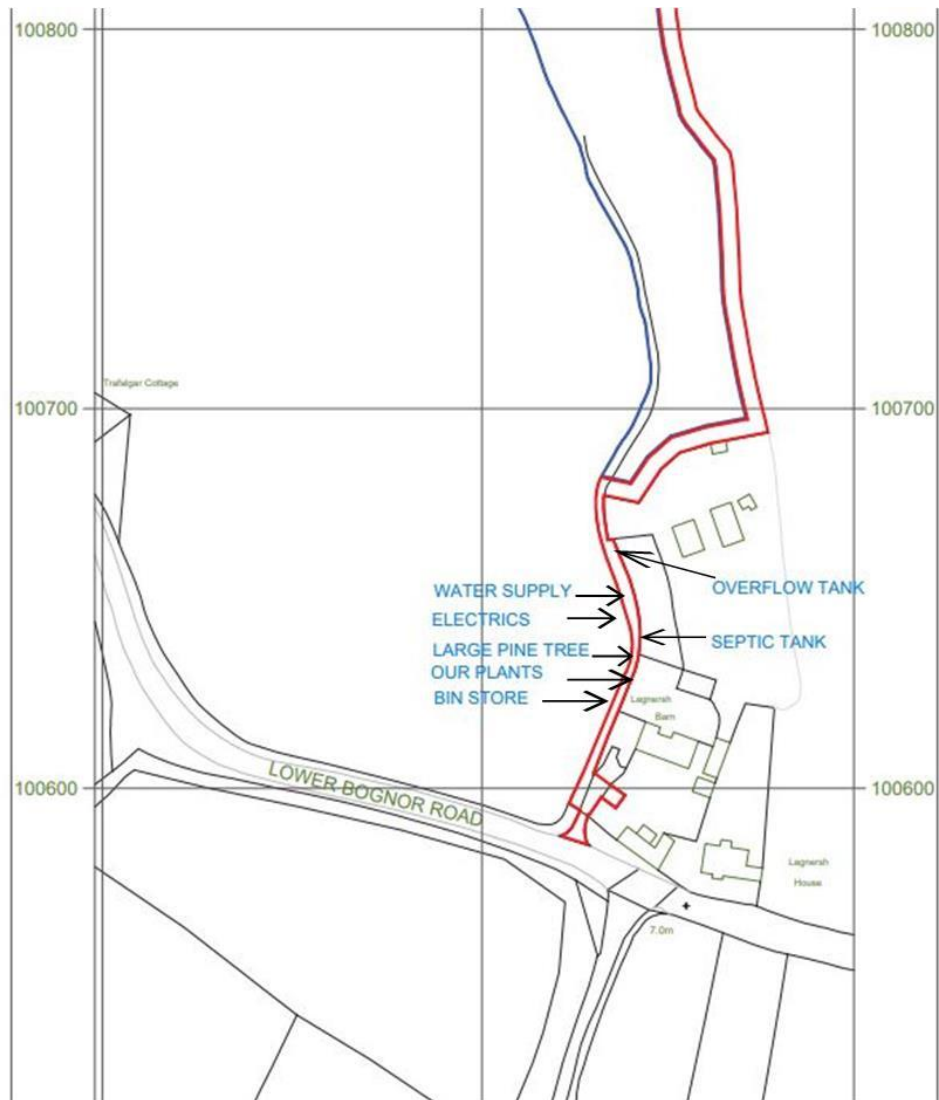 100800
100800
Trafalgar Cottage
100700
100700
WATER SUPPLY
OVERFLOW TANK
ELECTRICS
LARGE PINE TREE
SEPTIC TANK
OUR PLANTS
BIN STORE
Lagnersh
Barn
100600
100600
LOWER BOGNOR ROAD
Lagnersh
House
7.0m